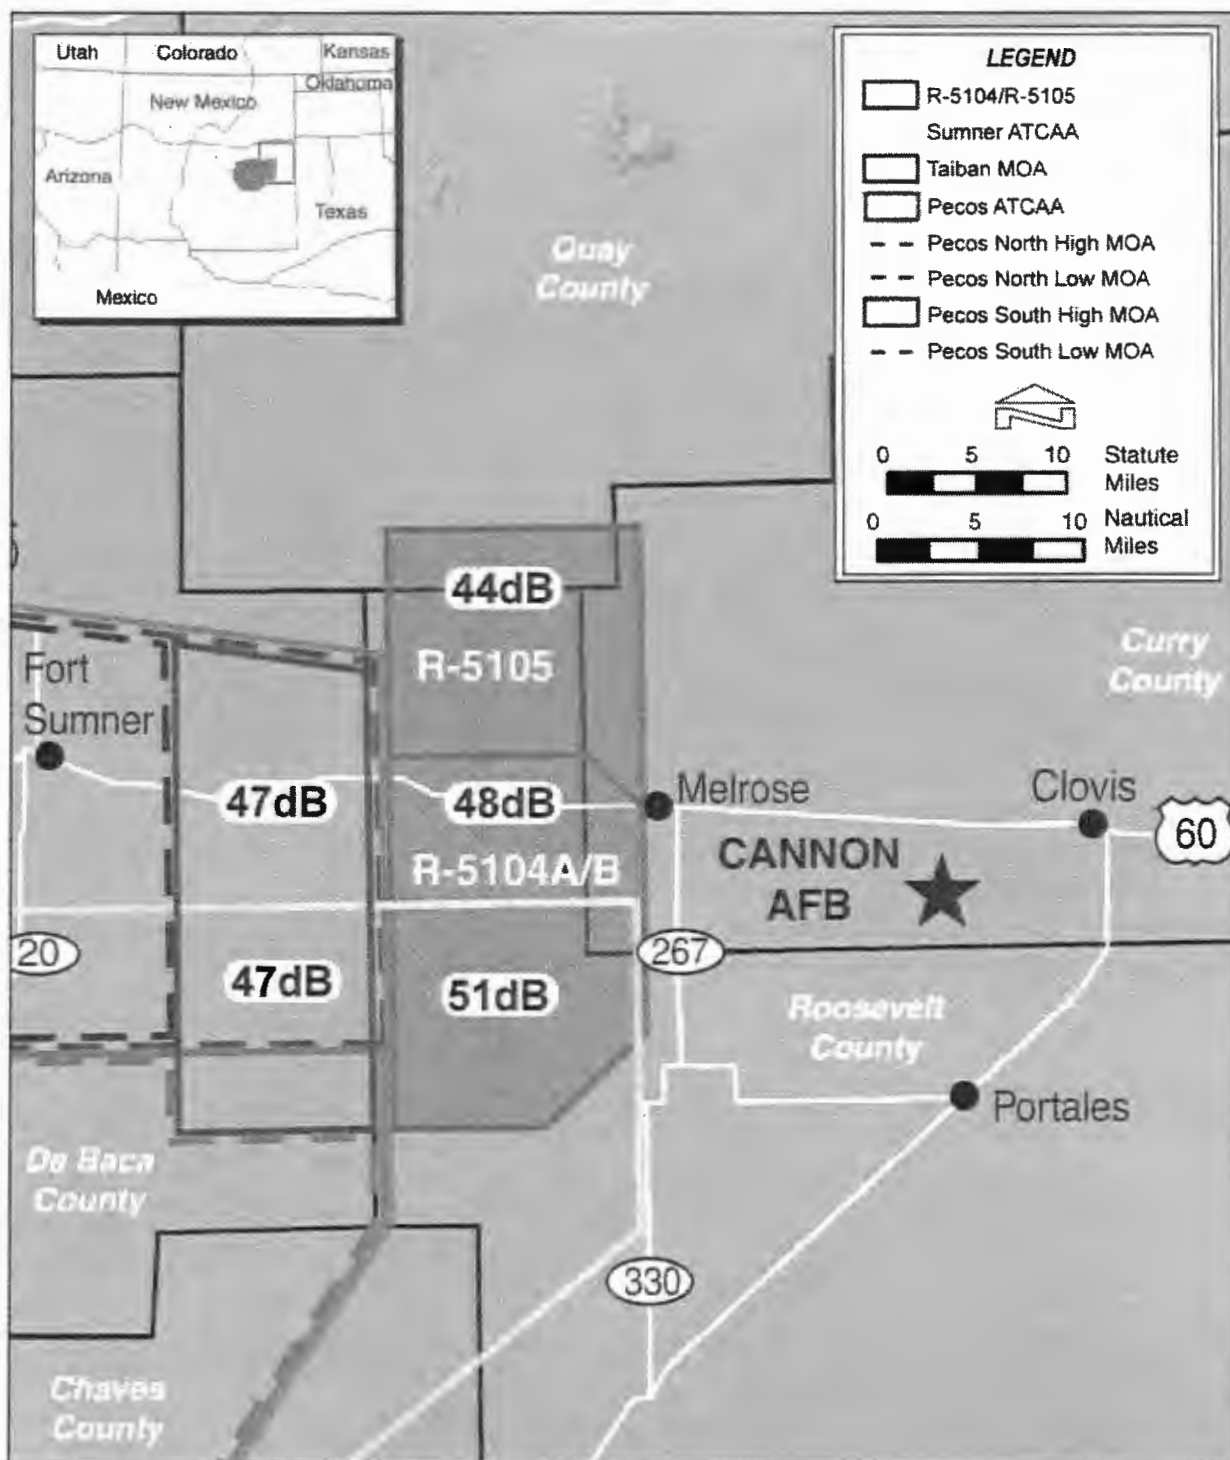 Utah
Colorado
Kansas
Oklahoma
New Mexico
Arizona
Texas
Mexico
LEGEND
R-5104/R-5105
Sumner ATCAA
Taiban MOA
Pecos ATCAA
Pecos North High MOA
Pecos North Low MOA
Pecos South High MOA
Pecos South Low MOA
0 5 10 Statute
Miles
0 5 10 Nautical
Miles
Quay
County
44dB
R-5105
Curry
County
Fort
Sumner
47dB
48dB
Melrose
Clovis
60
R-5104A/B
CANNON
AFB
20
267
47dB
51dB
Roosevelt
County
Portales
De Baca
County
330
Chaves
County